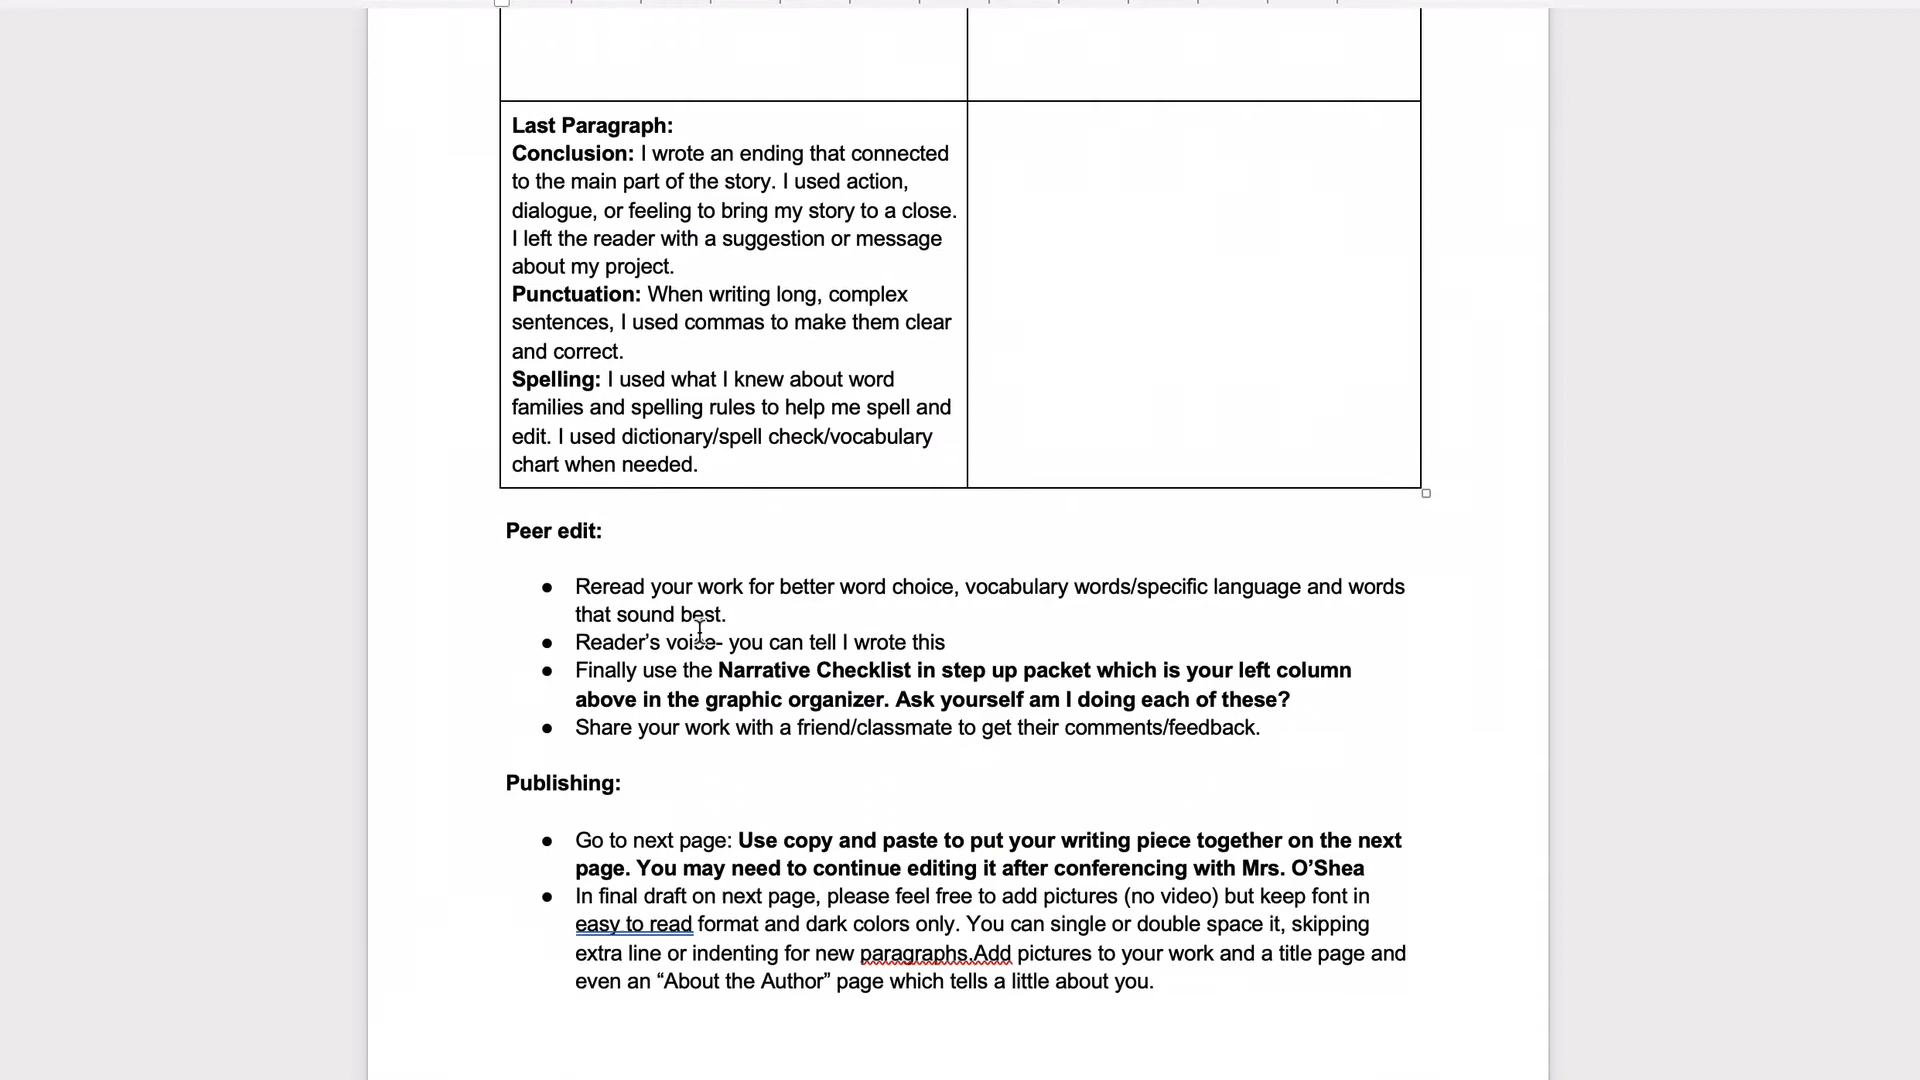 Last Paragraph:
Conclusion: I wrote an ending that connected
to the main part of the story. I used action,
dialogue, or feeling to bring my story to a close.
I left the reader with a suggestion or message
about my project.
Punctuation: When writing long, complex
sentences, I used commas to make them clear
and correct.
Spelling: I used what I knew about word
families and spelling rules to help me spell and
edit. I used dictionary/spell check/vocabulary
chart when needed.
Peer edit:
● Reread your work for better word choice, vocabulary words/specific language and words
that sound best.
● Reader’s voice- you can tell I wrote this
● Finally use the Narrative Checklist in step up packet which is your left column
above in the graphic organizer. Ask yourself am I doing each of these?
● Share your work with a friend/classmate to get their comments/feedback.
Publishing:
● Go to next page: Use copy and paste to put your writing piece together on the next
page. You may need to continue editing it after conferencing with Mrs. O’Shea
● In final draft on next page, please feel free to add pictures (no video) but keep font in
easy to read format and dark colors only. You can single or double space it, skipping
extra line or indenting for new paragraphs.Add pictures to your work and a title page and
even an “About the Author” page which tells a little about you.